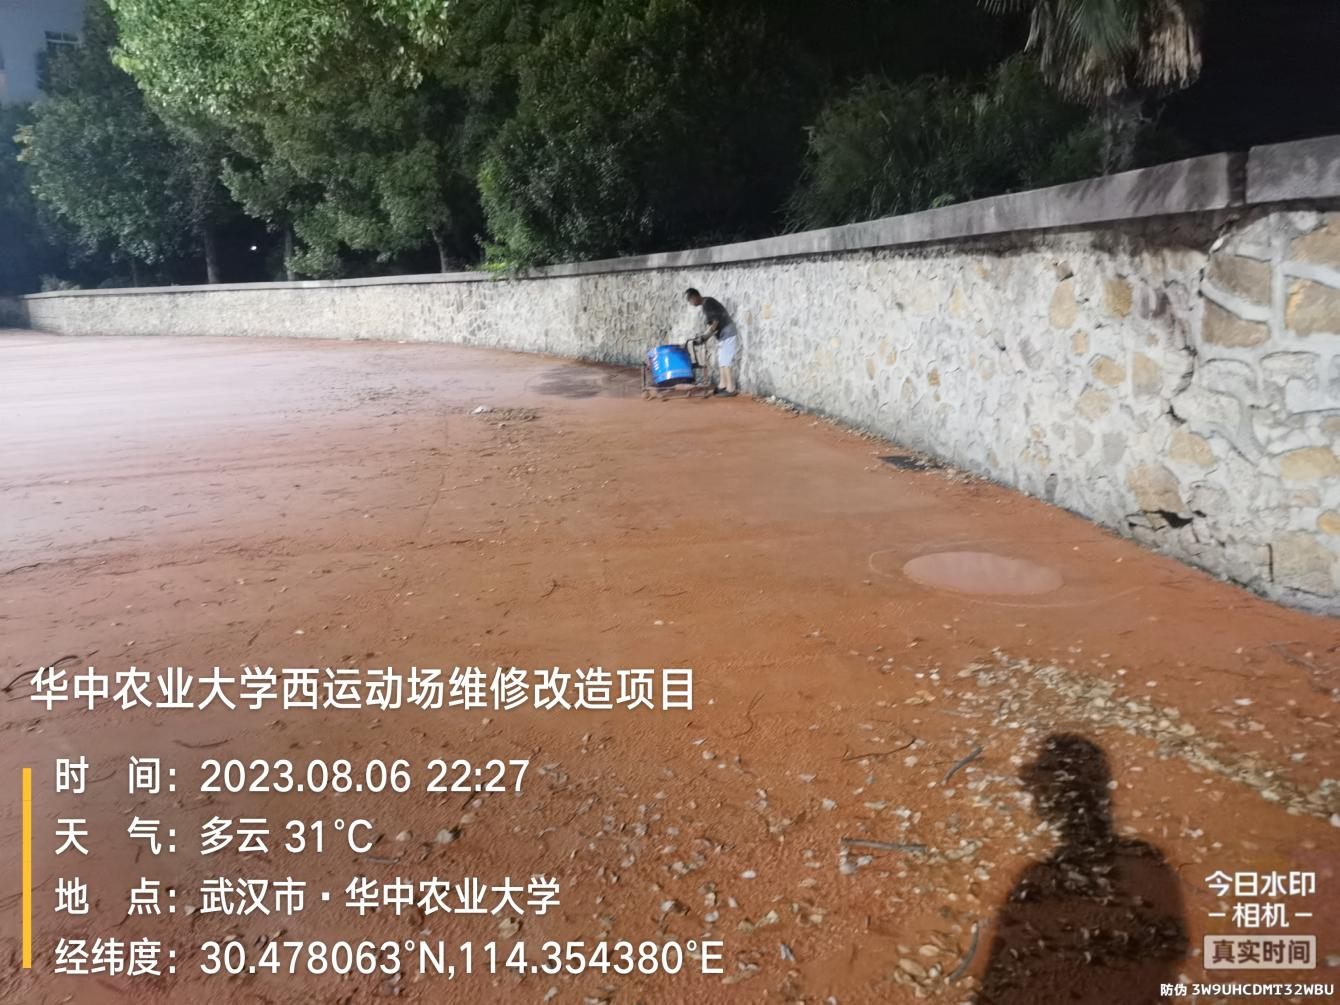 华中农业大学西运动场维修改造项目
时 间：2023.08.06 22:27
天 气：多云 31℃
地 点：武汉市·华中农业大学
经纬度：30.478063°N,114.354380°E
今日水印
相机
真实时间
防伪 3W9UHCDMT32WBU